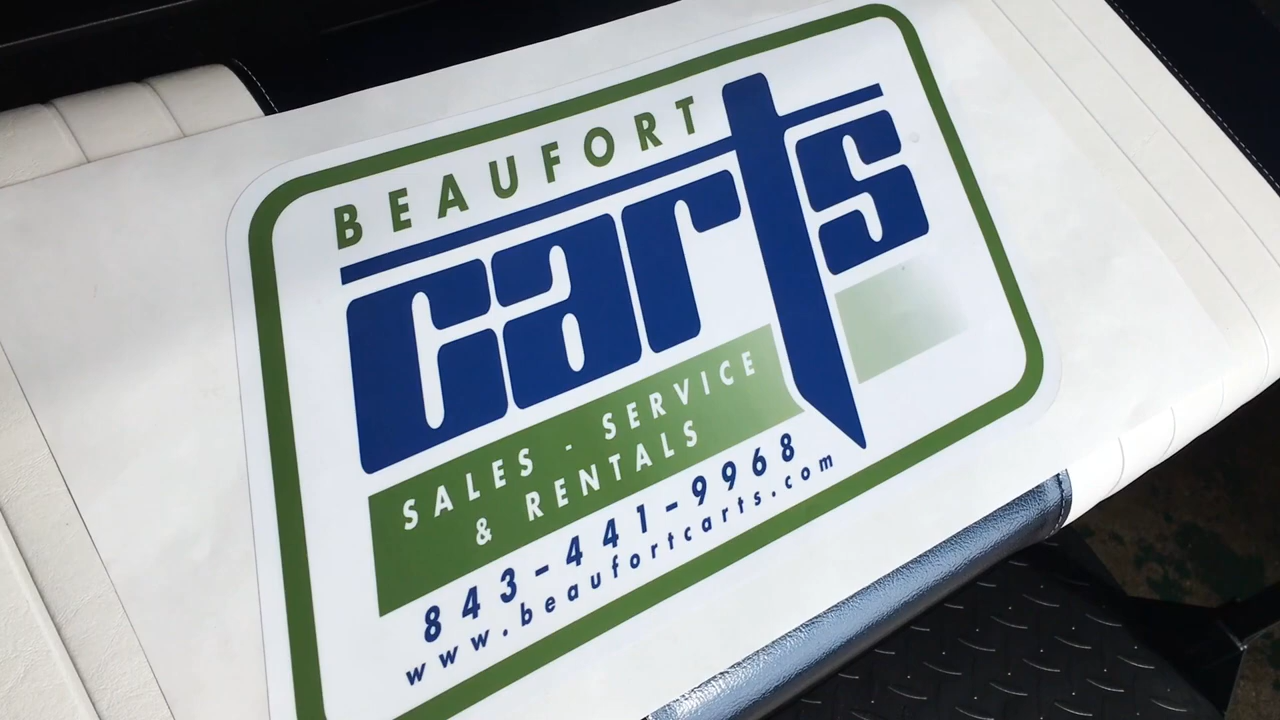 BEAUFORT
carts
SALES - SERVICE
& RENTALS
843-441-9968
www.beaufortcarts.com